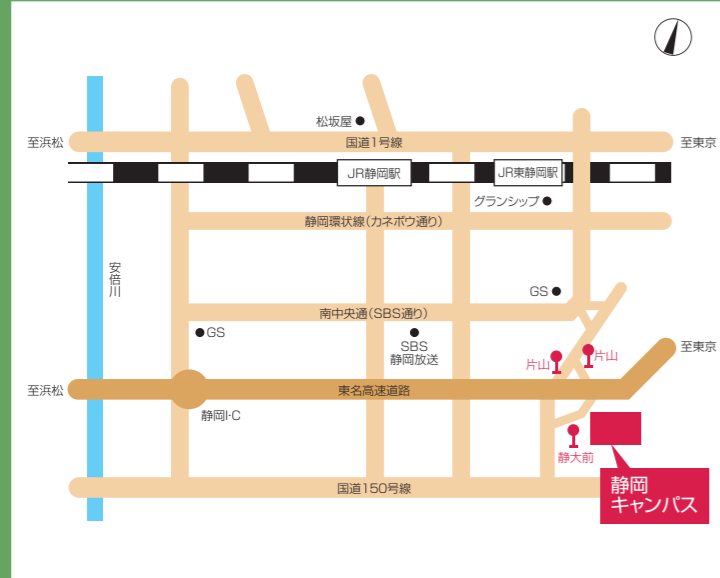 松坂屋
至浜松
国道1号線
至東京
JR静岡駅
JR東静岡駅
グランシップ
静岡環状線(カネボウ通り)
安倍川
GS
南中央通(SBS通り)
GS
SBS
静岡放送
片山
片山
至東京
至浜松
東名高速道路
静岡I・C
静大前
静岡
キャンパス
国道150号線